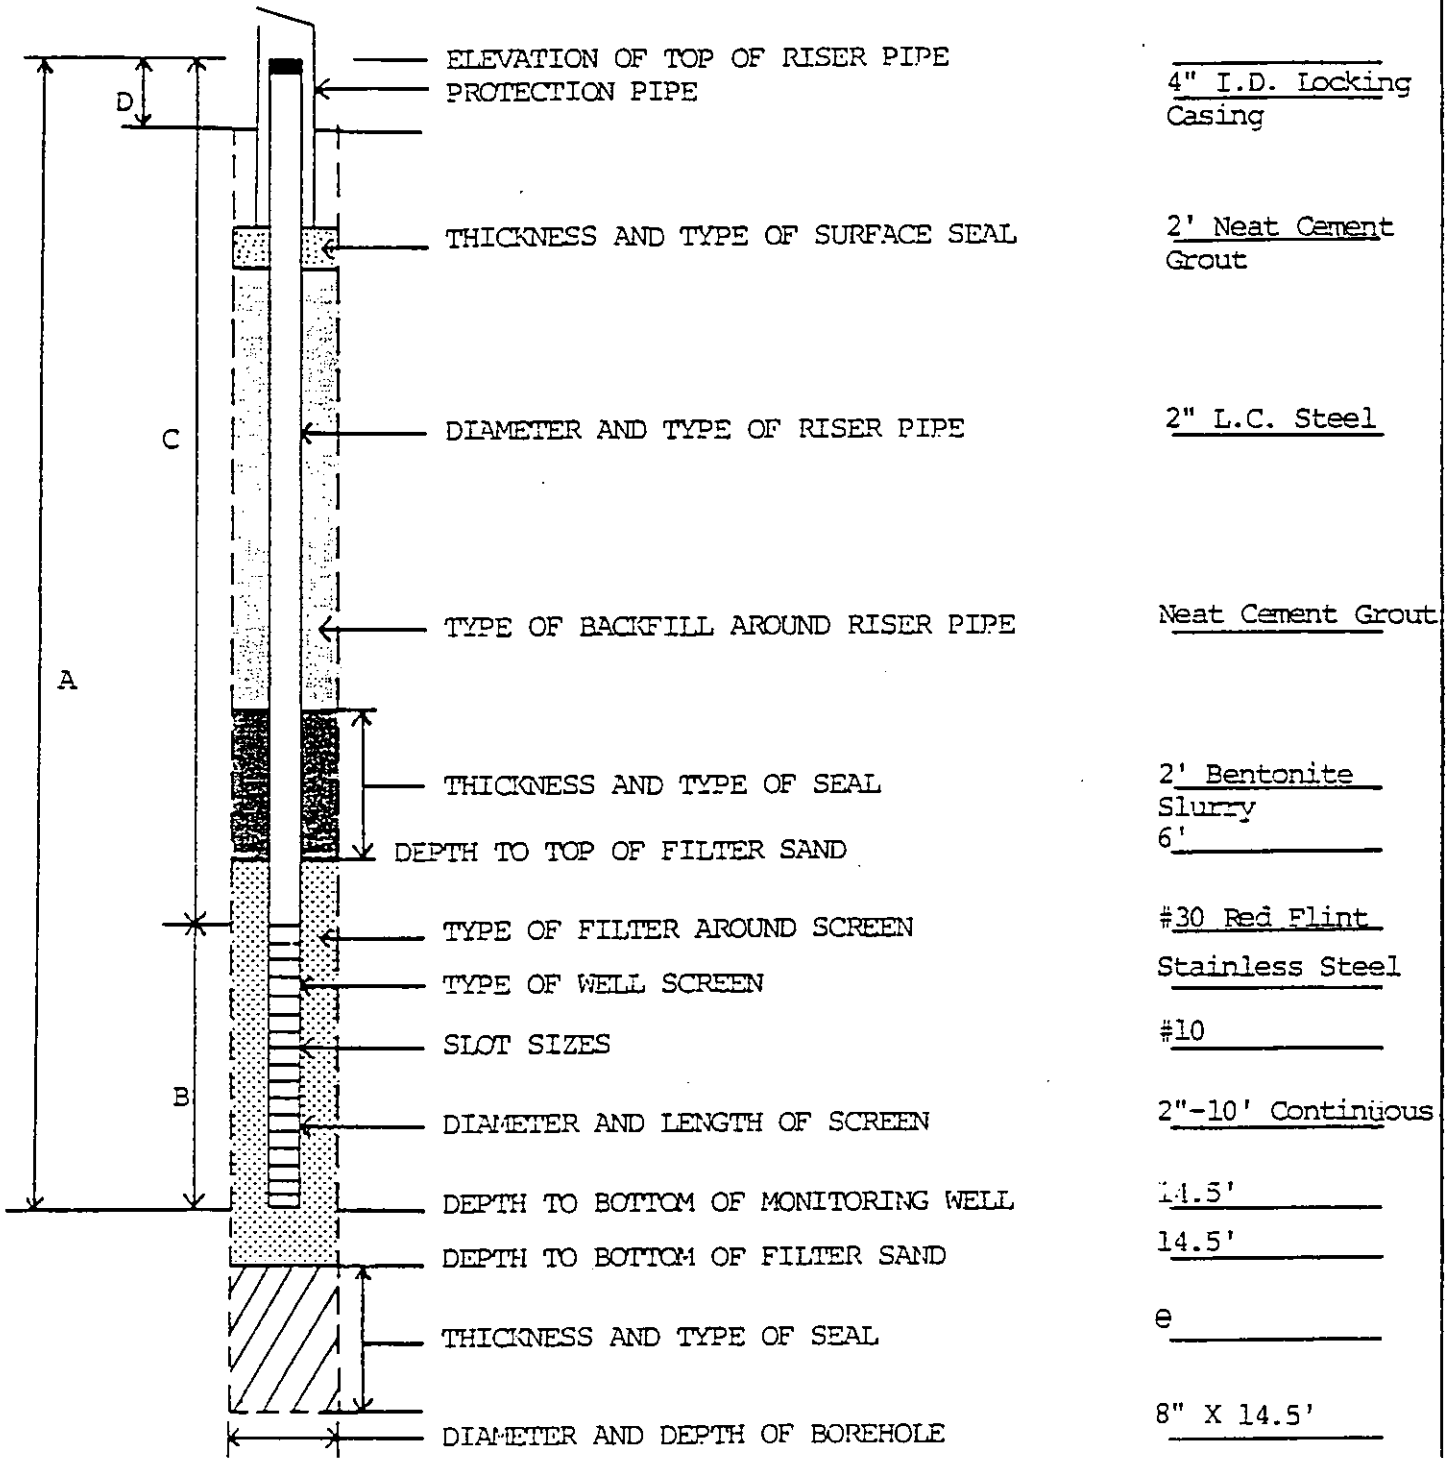 ELEVATION OF TOP OF RISER PIPE
PROTECTION PIPE 4" I.D. Locking
Casing
D
THICKNESS AND TYPE OF SURFACE SEAL 2' Neat Cement
Grout
C
DIAMETER AND TYPE OF RISER PIPE 2" L.C. Steel
TYPE OF BACKFILL AROUND RISER PIPE Neat Cement Grout
A
THICKNESS AND TYPE OF SEAL 2' Bentonite
Slurry
DEPTH TO TOP OF FILTER SAND 6'
TYPE OF FILTER AROUND SCREEN #30 Red Flint
TYPE OF WELL SCREEN Stainless Steel
SLOT SIZES #10
B
DIAMETER AND LENGTH OF SCREEN 2"-10' Continuous
DEPTH TO BOTTOM OF MONITORING WELL 14.5'
DEPTH TO BOTTOM OF FILTER SAND 14.5'
THICKNESS AND TYPE OF SEAL
DIAMETER AND DEPTH OF BOREHOLE 8" X 14.5'